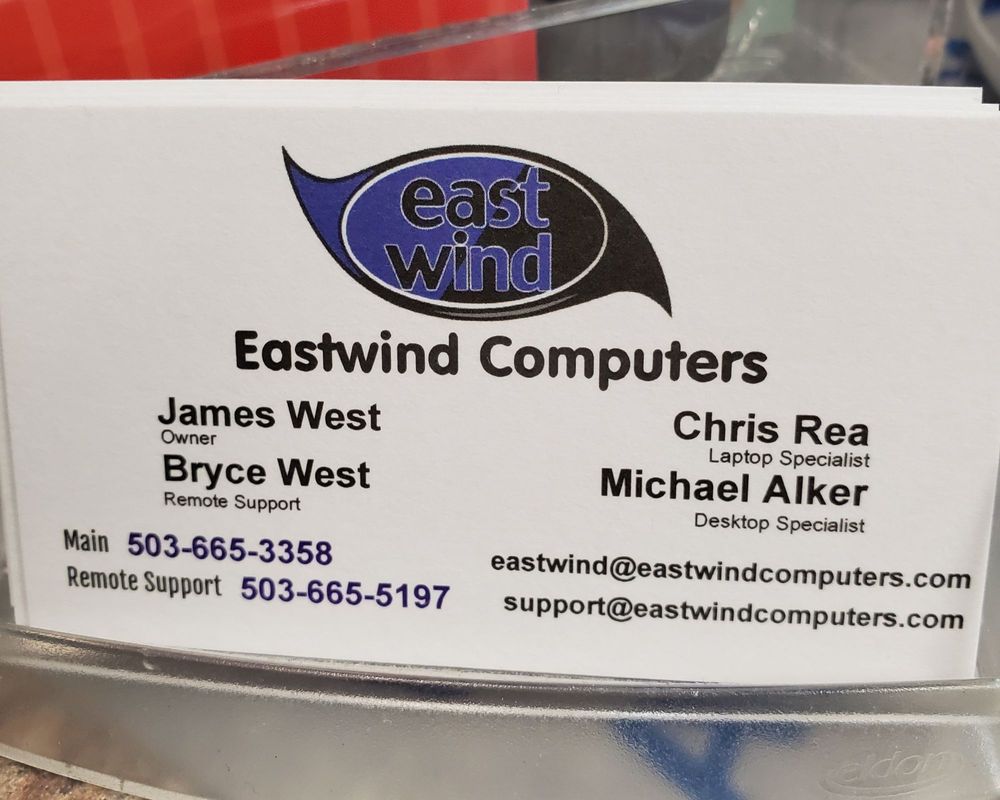 east
wind
Eastwind Computers
James West
Owner
Bryce West
Remote Support
Chris Rea
Laptop Specialist
Michael Alker
Desktop Specialist
Main 503-665-3358
Remote Support 503-665-5197
eastwind@eastwindcomputers.com
support@eastwindcomputers.com
eldon